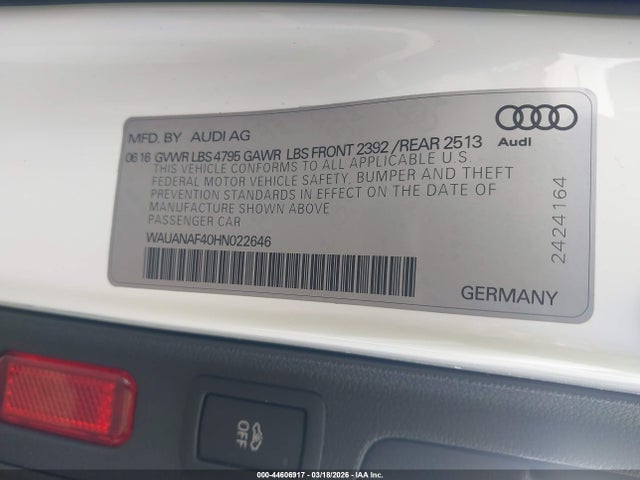 MFD. BY AUDI AG
06 16 GVWR LBS 4795 GAWR LBS FRONT 2392 / REAR 2513
THIS VEHICLE CONFORMS TO ALL APPLICABLE U.S.
FEDERAL MOTOR VEHICLE SAFETY, BUMPER AND THEFT
PREVENTION STANDARDS IN EFFECT ON THE DATE OF
MANUFACTURE SHOWN ABOVE
PASSENGER CAR
WAUANAF40HN022646
Audi
2424164
GERMANY
OFF
000-44606917 - 03/18/2026 - IAA Inc.